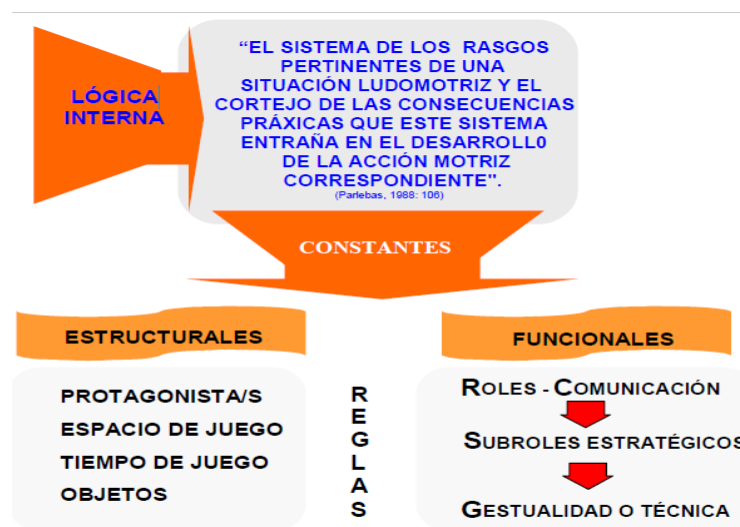 LÓGICA
INTERNA
“EL SISTEMA DE LOS RASGOS
PERTINENTES DE UNA
SITUACIÓN LUDOMOTRIZ Y EL
CORTEJO DE LAS CONSECUENCIAS
PRÁXICAS QUE ESTE SISTEMA
ENTRAÑA EN EL DESARROLL0
DE LA ACCIÓN MOTRIZ
CORRESPONDIENTE".
(Parlebas, 1988: 106)
CONSTANTES
ESTRUCTURALES
PROTAGONISTA/S
ESPACIO DE JUEGO
TIEMPO DE JUEGO
OBJETOS
R
E
G
L
A
S
FUNCIONALES
ROLES - COMUNICACIÓN
SUBROLES ESTRATÉGICOS
GESTUALIDAD O TÉCNICA